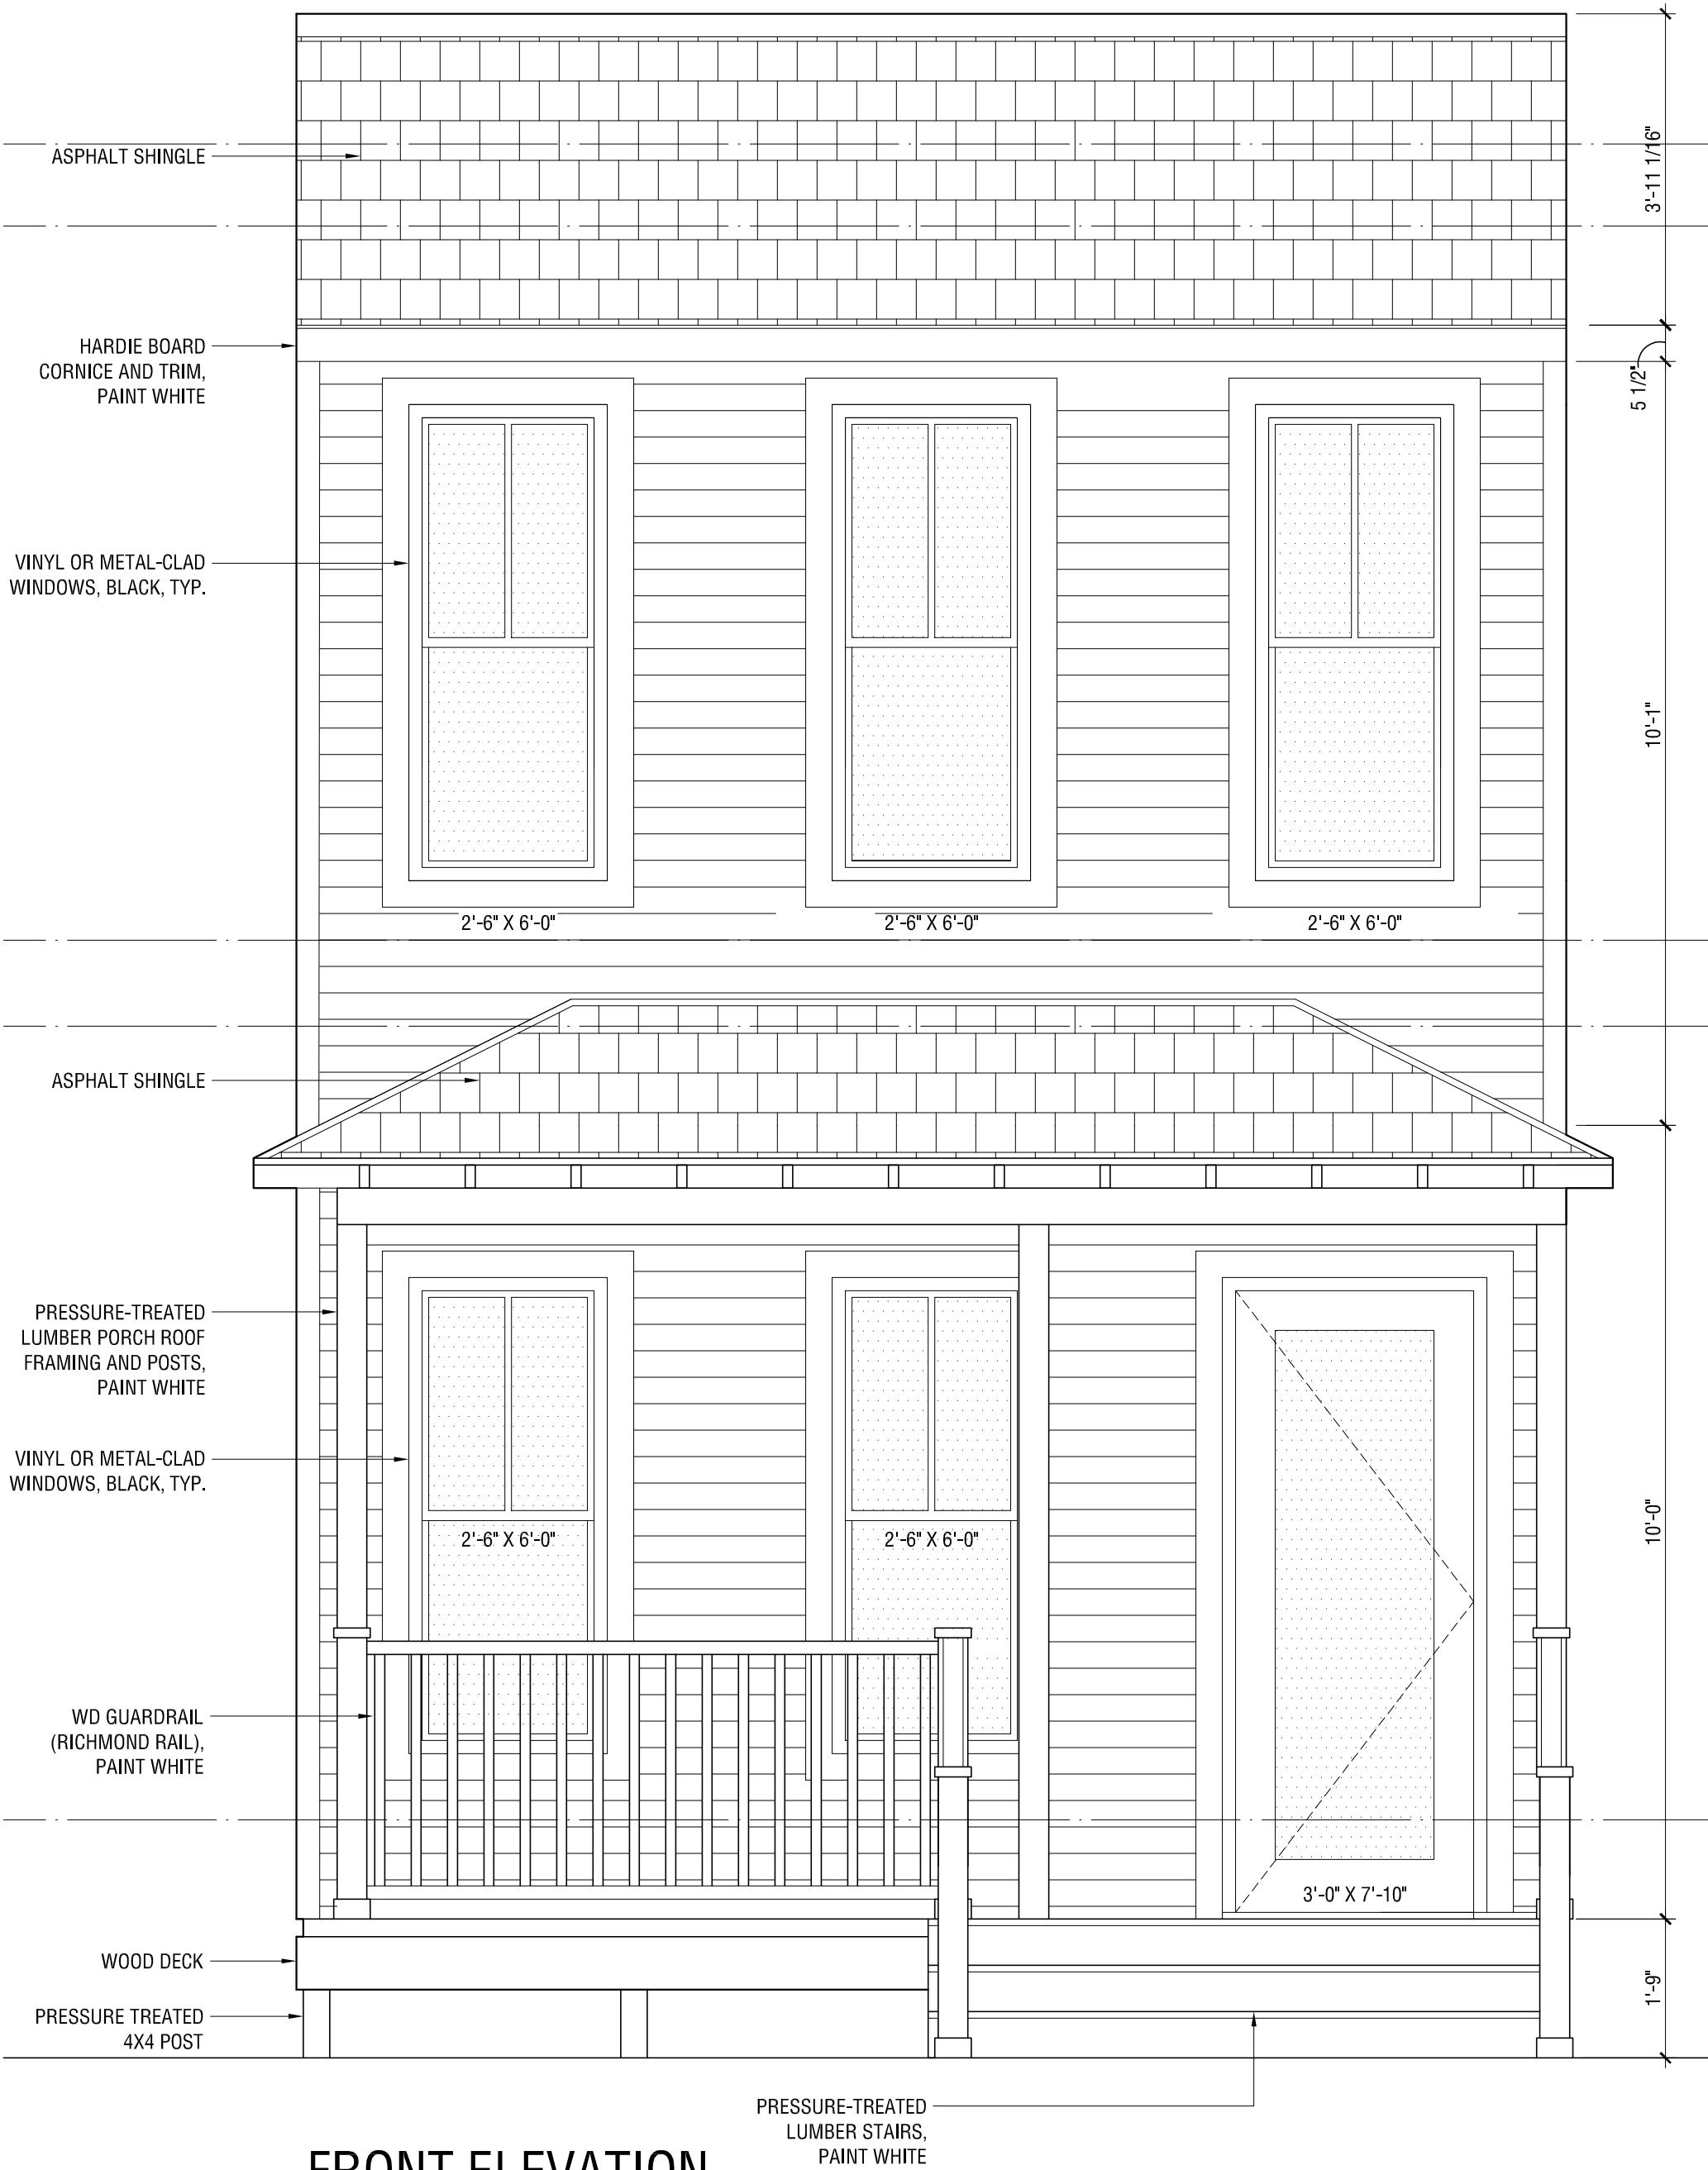 3'-11 1/16"
ASPHALT SHINGLE
HARDIE BOARD
CORNICE AND TRIM,
PAINT WHITE
5 1/2"
VINYL OR METAL-CLAD
WINDOWS, BLACK, TYP.
10'-1"
2'-6" X 6'-0"
2'-6" X 6'-0"
2'-6" X 6'-0"
ASPHALT SHINGLE
PRESSURE-TREATED
LUMBER PORCH ROOF
FRAMING AND POSTS,
PAINT WHITE
VINYL OR METAL-CLAD
WINDOWS, BLACK, TYP.
2'-6" X 6'-0"
2'-6" X 6'-0"
10'-0"
WD GUARDRAIL
(RICHMOND RAIL),
PAINT WHITE
3'-0" X 7'-10"
WOOD DECK
1'-9"
PRESSURE TREATED
4X4 POST
PRESSURE-TREATED
LUMBER STAIRS,
PAINT WHITE
FRONT ELEVATION